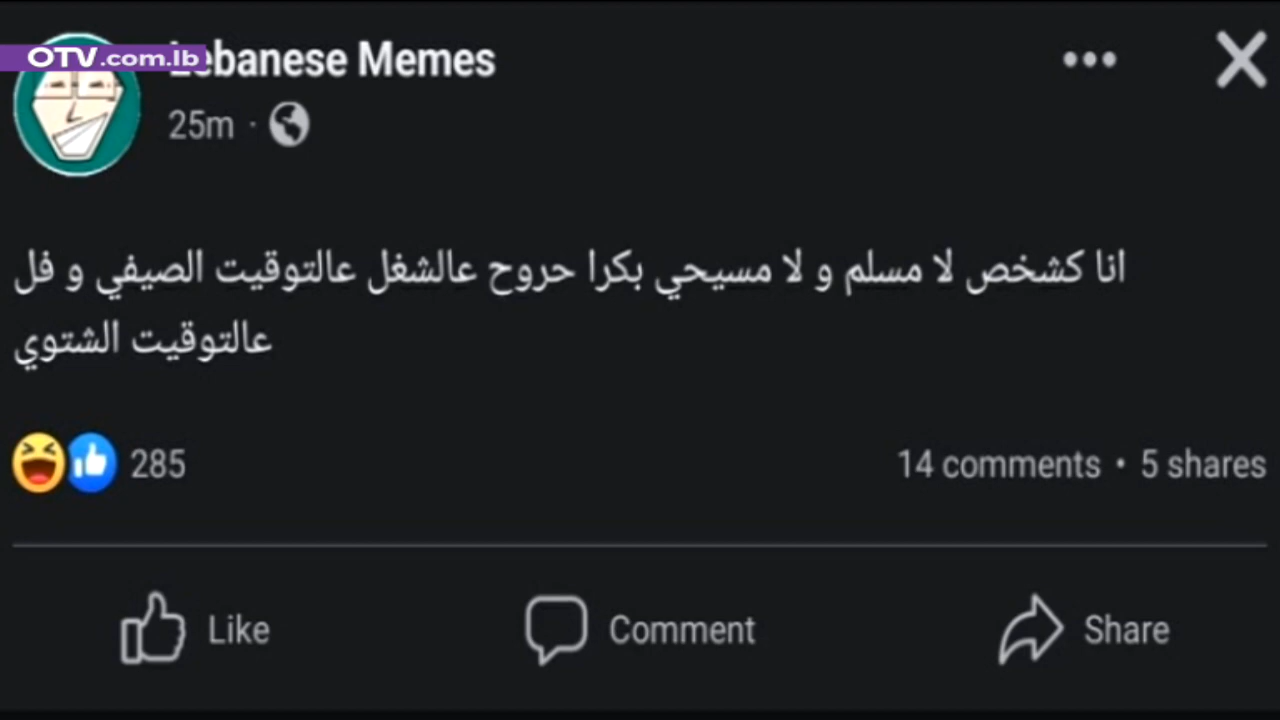 OTV.com.lb
Lebanese Memes
25m ·
انا كشخص لا مسلم و لا مسيحي بكرا حروح عالشغل عالتوقيت الصيفي و فل
عالتوقيت الشتوي
285
14 comments • 5 shares
Like
Comment
Share